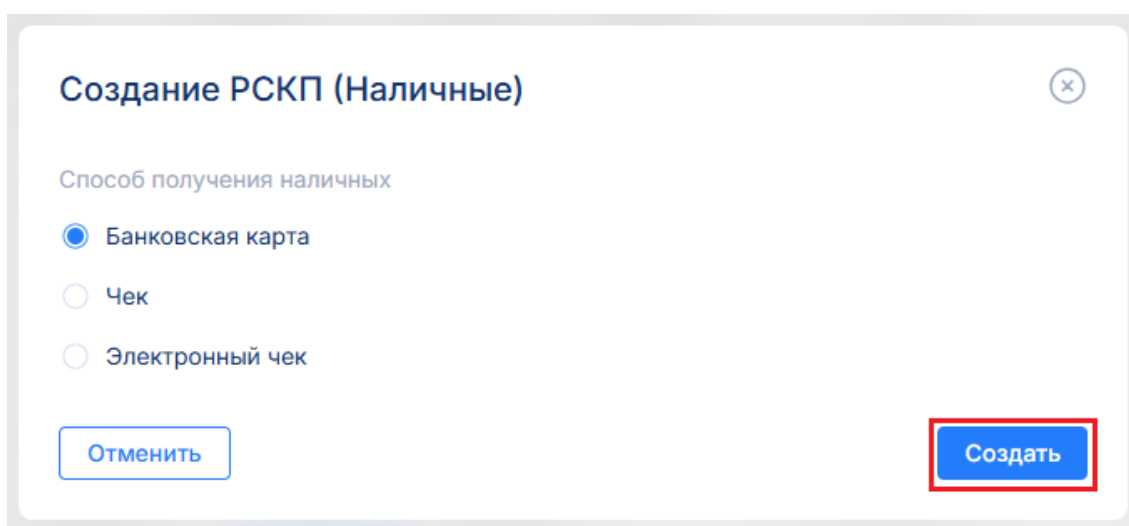 Создание РСКП (Наличные)
Способ получения наличных
Банковская карта
Чек
Электронный чек
Отменить
Создать